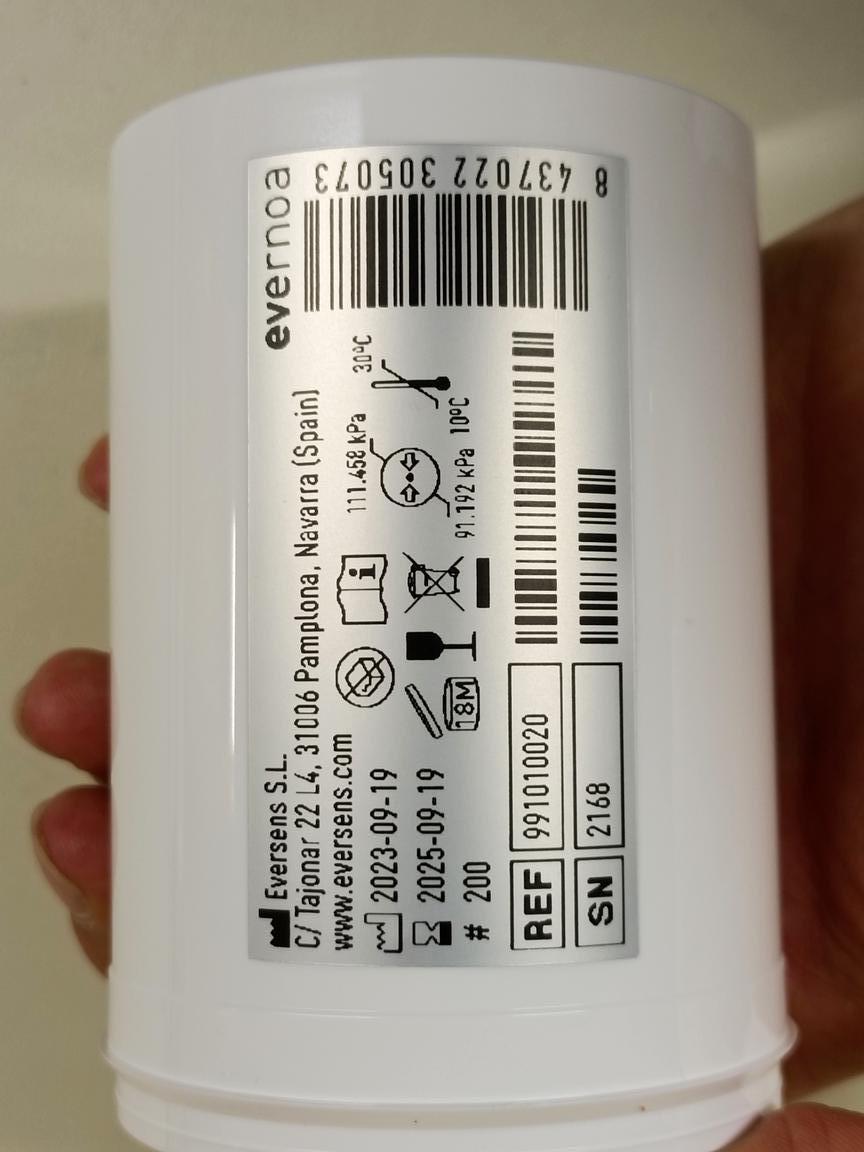 evernoa
Eversens S.L.
C/ Tajonar 22 L4, 31006 Pamplona, Navarra (Spain)
www.eversens.com
2023-09-19
2025-09-19
# 200
18M
i
111.458 kPa
91.192 kPa
30ºC
10ºC
REF 991010020
SN 2168
8 437022 305073